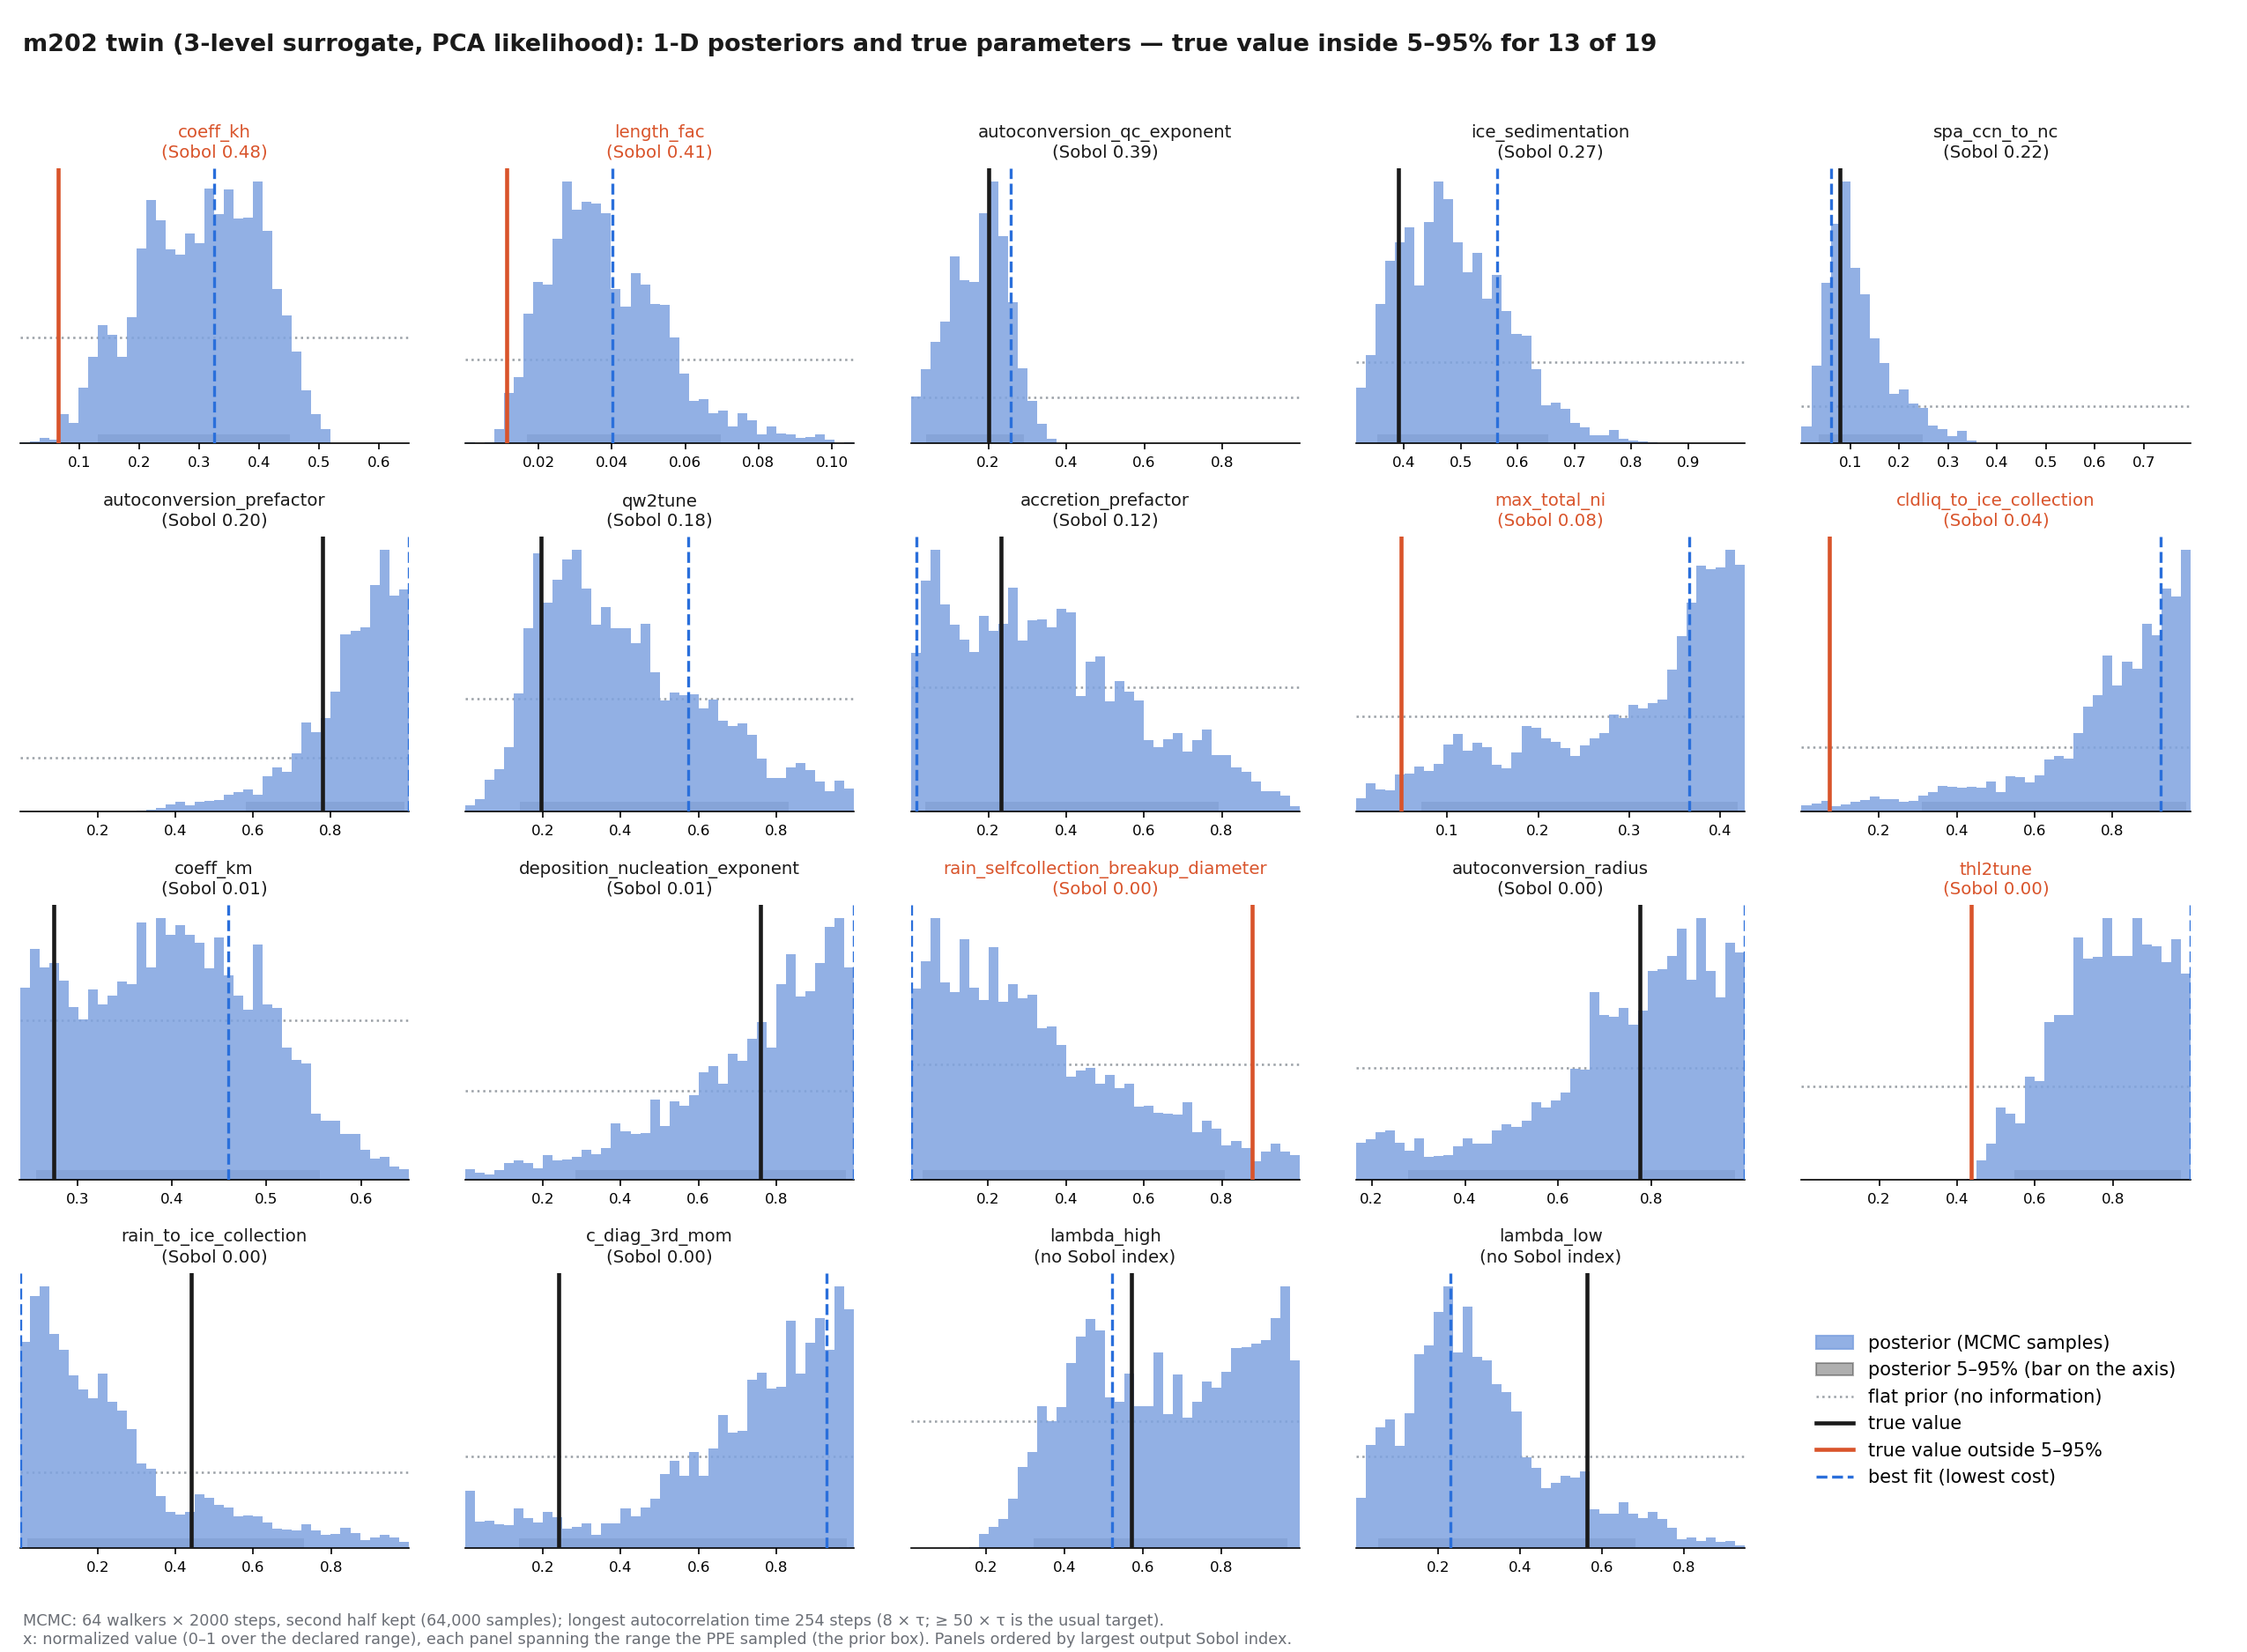 m202 twin (3-level surrogate, PCA likelihood): 1-D posteriors and true parameters — true value inside 5–95% for 13 of 19
coeff_kh
(Sobol 0.48)
length_fac
(Sobol 0.41)
autoconversion_qc_exponent
(Sobol 0.39)
ice_sedimentation
(Sobol 0.27)
spa_ccn_to_nc
(Sobol 0.22)
0.1 0.2 0.3 0.4 0.5 0.6
0.02 0.04 0.06 0.08 0.10
0.2 0.4 0.6 0.8
0.4 0.5 0.6 0.7 0.8 0.9
0.1 0.2 0.3 0.4 0.5 0.6 0.7
autoconversion_prefactor
(Sobol 0.20)
qw2tune
(Sobol 0.18)
accretion_prefactor
(Sobol 0.12)
max_total_ni
(Sobol 0.08)
cldliq_to_ice_collection
(Sobol 0.04)
0.2 0.4 0.6 0.8
0.2 0.4 0.6 0.8
0.2 0.4 0.6 0.8
0.1 0.2 0.3 0.4
0.2 0.4 0.6 0.8
coeff_km
(Sobol 0.01)
deposition_nucleation_exponent
(Sobol 0.01)
rain_selfcollection_breakup_diameter
(Sobol 0.00)
autoconversion_radius
(Sobol 0.00)
thl2tune
(Sobol 0.00)
0.3 0.4 0.5 0.6
0.2 0.4 0.6 0.8
0.2 0.4 0.6 0.8
0.2 0.4 0.6 0.8
0.2 0.4 0.6 0.8
rain_to_ice_collection
(Sobol 0.00)
c_diag_3rd_mom
(Sobol 0.00)
lambda_high
(no Sobol index)
lambda_low
(no Sobol index)
0.2 0.4 0.6 0.8
0.2 0.4 0.6 0.8
0.2 0.4 0.6 0.8
0.2 0.4 0.6 0.8
posterior (MCMC samples)
posterior 5–95% (bar on the axis)
flat prior (no information)
true value
true value outside 5–95%
best fit (lowest cost)
MCMC: 64 walkers × 2000 steps, second half kept (64,000 samples); longest autocorrelation time 254 steps (8 × τ; ≥ 50 × τ is the usual target).
x: normalized value (0–1 over the declared range), each panel spanning the range the PPE sampled (the prior box). Panels ordered by largest output Sobol index.